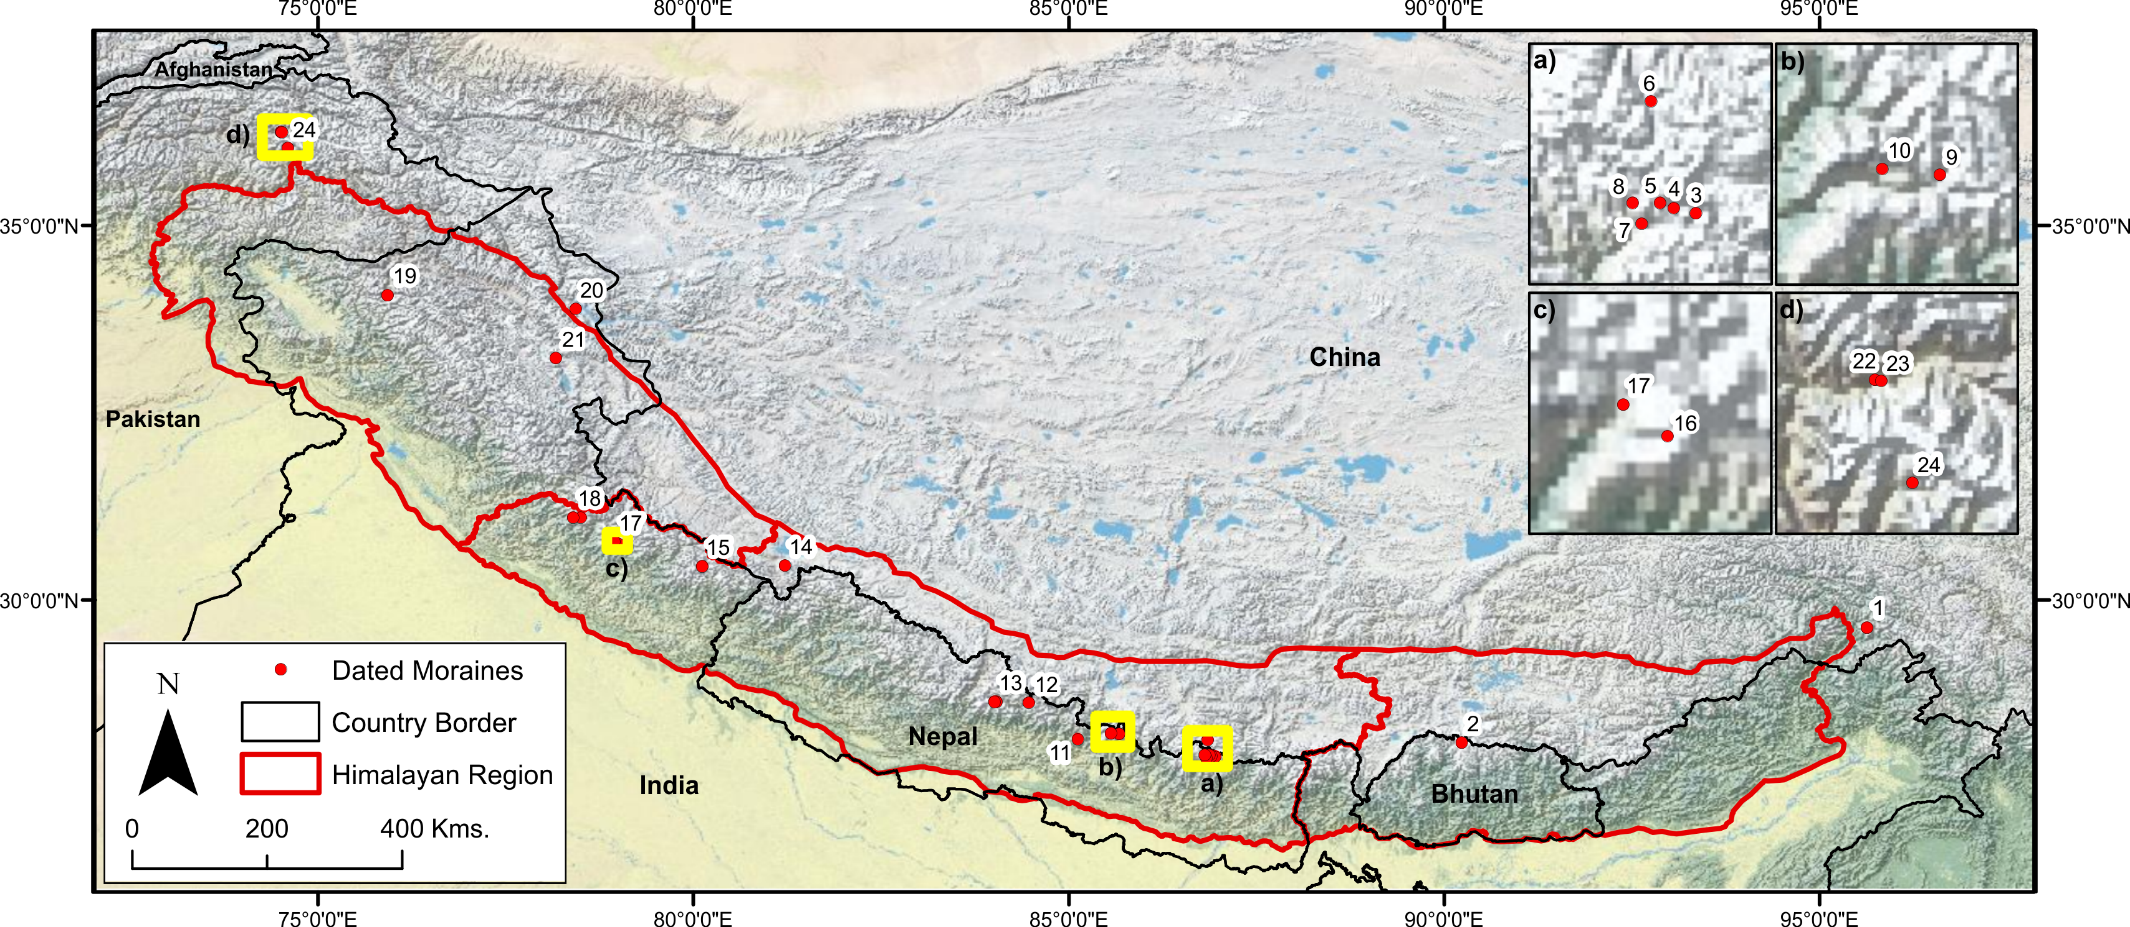 75°0'0"E 80°0'0"E 85°0'0"E 90°0'0"E 95°0'0"E
Afghanistan
a)
6
8 5 4 3
7
b)
10 9
d) 24
35°0'0"N 35°0'0"N
19
20
21
China
c)
17
16
d)
22 23
24
Pakistan
18
17
c)
15 14
30°0'0"N 30°0'0"N
1
13 12
11
b)
a)
2
Nepal
India
Bhutan
N
0 200 400 Kms.
Dated Moraines
Country Border
Himalayan Region
75°0'0"E 80°0'0"E 85°0'0"E 90°0'0"E 95°0'0"E